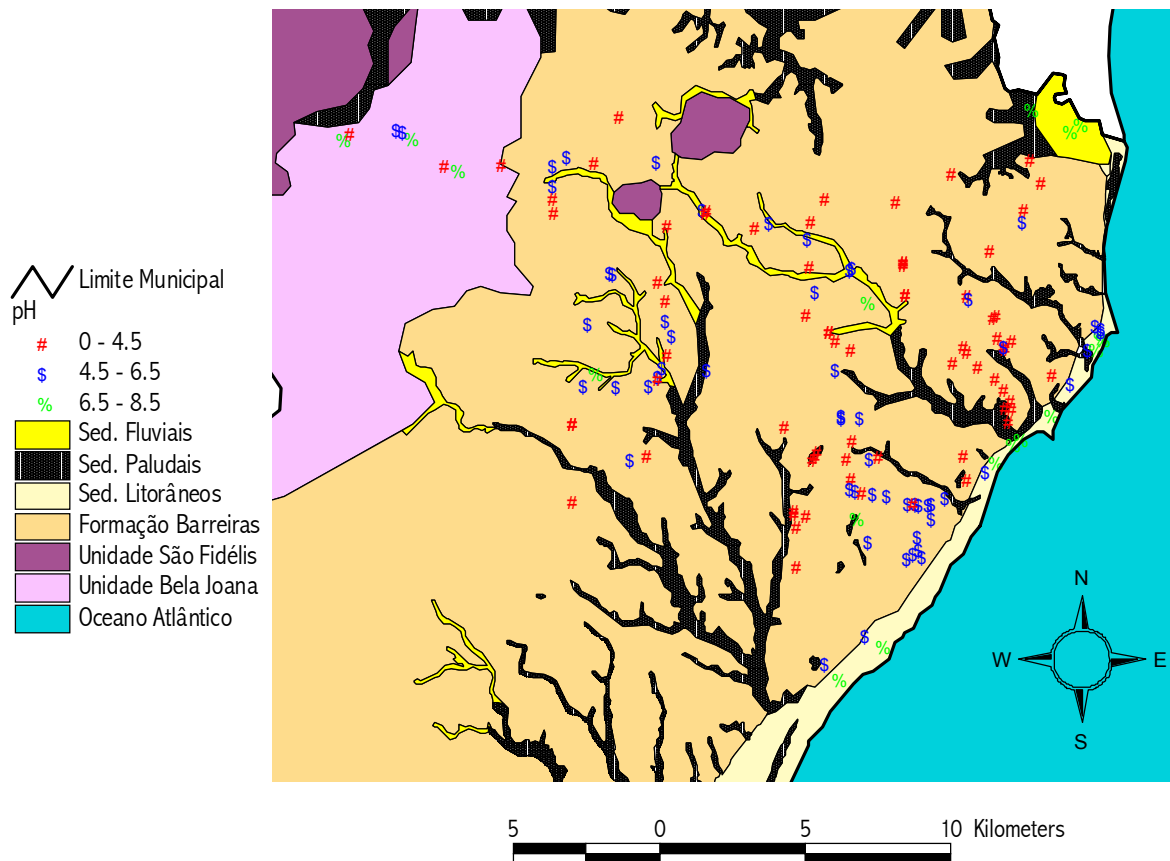 Limite Municipal
pH
# 0 - 4.5
$ 4.5 - 6.5
% 6.5 - 8.5
Sed. Fluviais
Sed. Paludais
Sed. Litorâneos
Formação Barreiras
Unidade São Fidélis
Unidade Bela Joana
Oceano Atlântico
N
W E
S
5 0 5 10 Kilometers